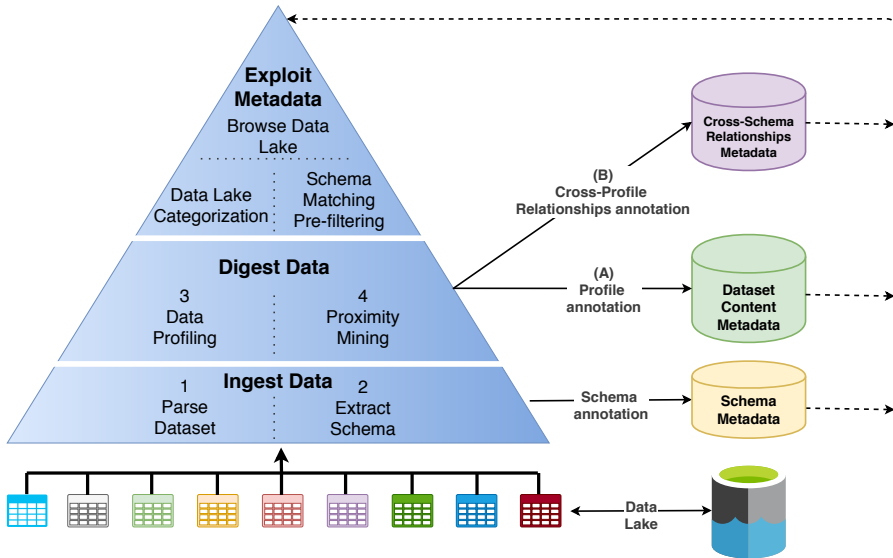 Exploit
Metadata
Browse Data
Lake
Data Lake
Categorization
Schema
Matching
Pre-filtering
Digest Data
3
Data
Profiling
4
Proximity
Mining
Ingest Data
1
Parse
Dataset
2
Extract
Schema
(B)
Cross-Profile
Relationships annotation
(A)
Profile
annotation
Schema
annotation
Cross-Schema
Relationships
Metadata
Dataset
Content
Metadata
Schema
Metadata
Data
Lake